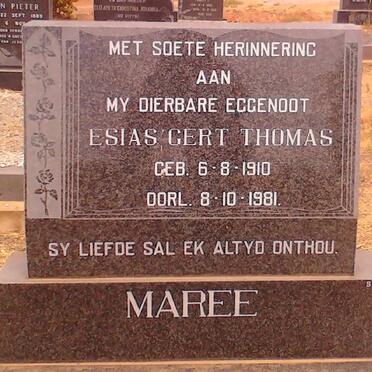 N PIETER
MET SOETE HERINNERING
AAN
MY DIERBARE EGGENOOT
ESIAS GERT THOMAS
GEB. 6-8-1910
OORL. 8-10-1981.
SY LIEFDE SAL EK ALTYD ONTHOU.
MAREE